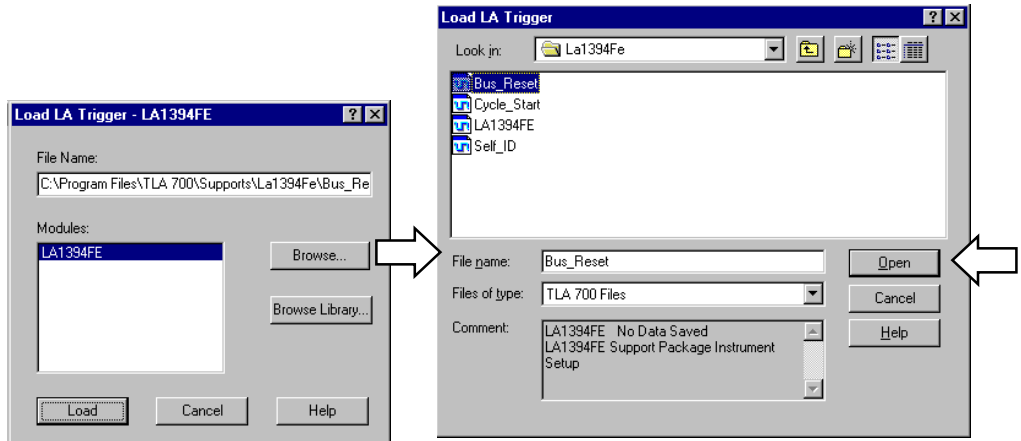 Load LA Trigger - LA1394FE
File Name:
C:\Program Files\TLA 700\Supports\La1394Fe\Bus_Re
Modules:
LA1394FE
Browse...
Browse Library...
Load
Cancel
Help
Load LA Trigger
Look in:
La1394Fe
Bus_Reset
Cycle_Start
LA1394FE
Self_ID
File name:
Bus_Reset
Open
Files of type:
TLA 700 Files
Cancel
Comment:
LA1394FE No Data Saved
LA1394FE Support Package Instrument
Setup
Help